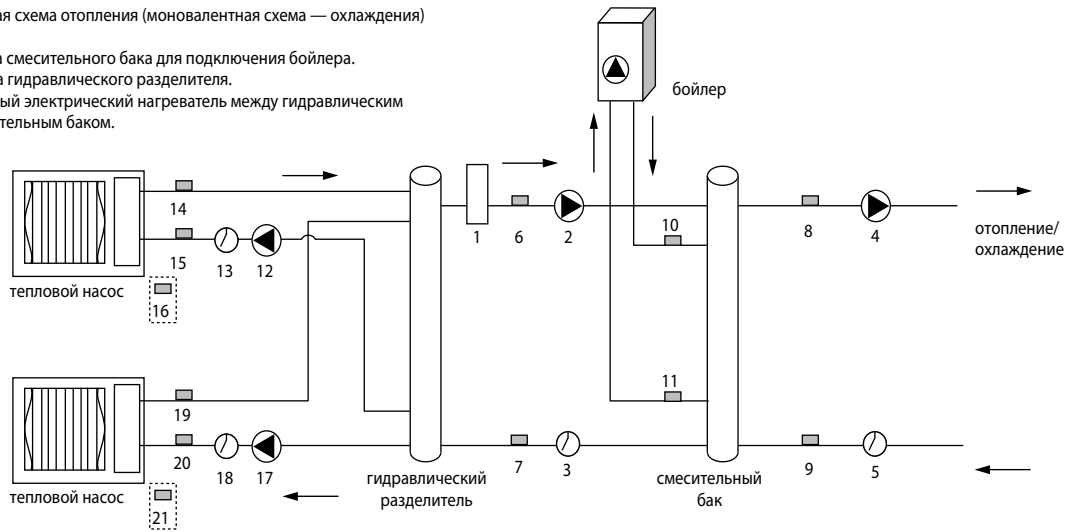 ая схема отопления (моновалентная схема — охлаждения)
а смесительного бака для подключения бойлера.
а гидравлического разделителя.
ный электрический нагреватель между гидравлическим
тельным баком.
бойлер
14
15
13
12
1
6
2
10
8
4
отопление/
охлаждение
тепловой насос
16
11
19
20
18
17
7
3
9
5
гидравлический
разделитель
смесительный
бак
тепловой насос
21